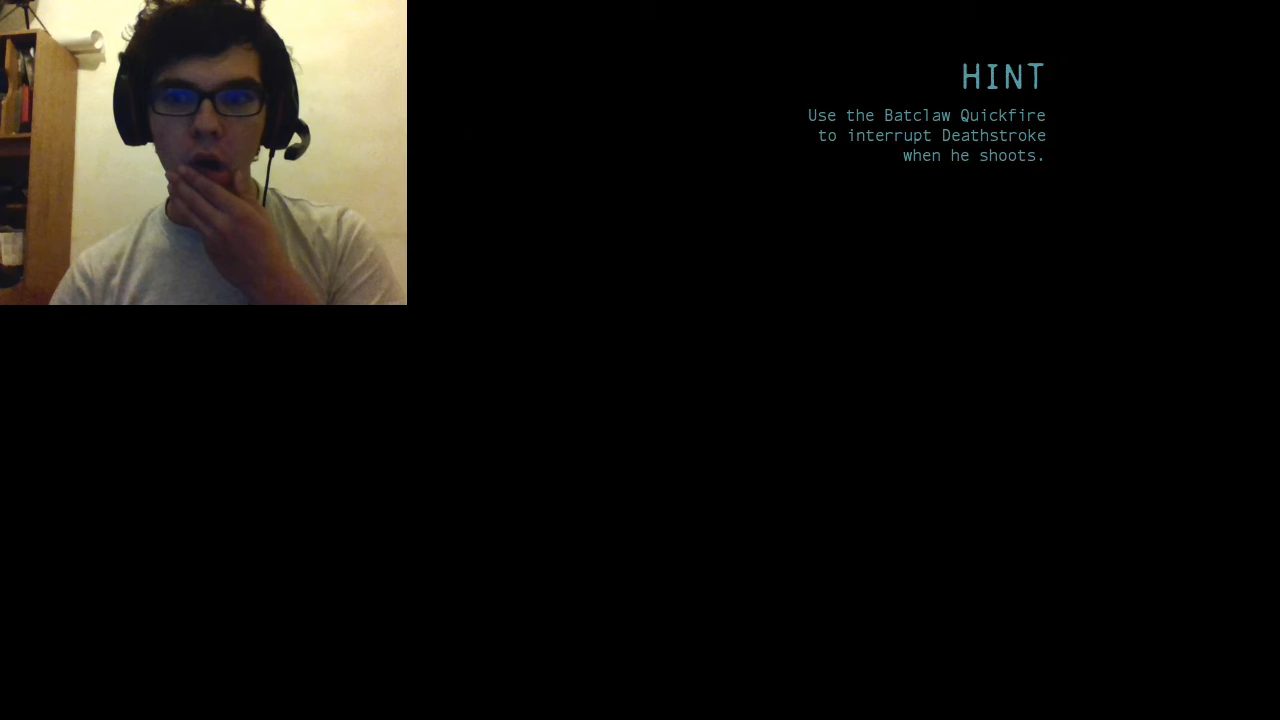 HINT
Use the Batclaw Quickfire
to interrupt Deathstroke
when he shoots.